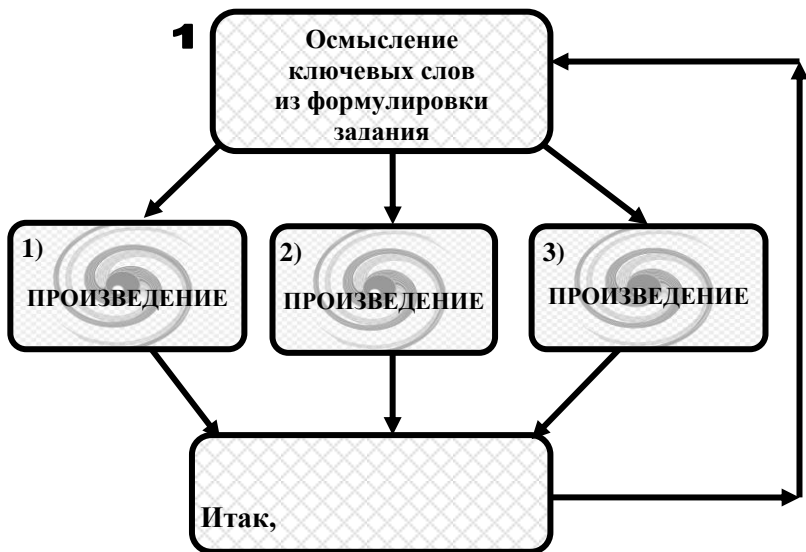 1
Осмысление
ключевых слов
из формулировки
задания
1)
ПРОИЗВЕДЕНИЕ
2)
ПРОИЗВЕДЕНИЕ
3)
ПРОИЗВЕДЕНИЕ
Итак,